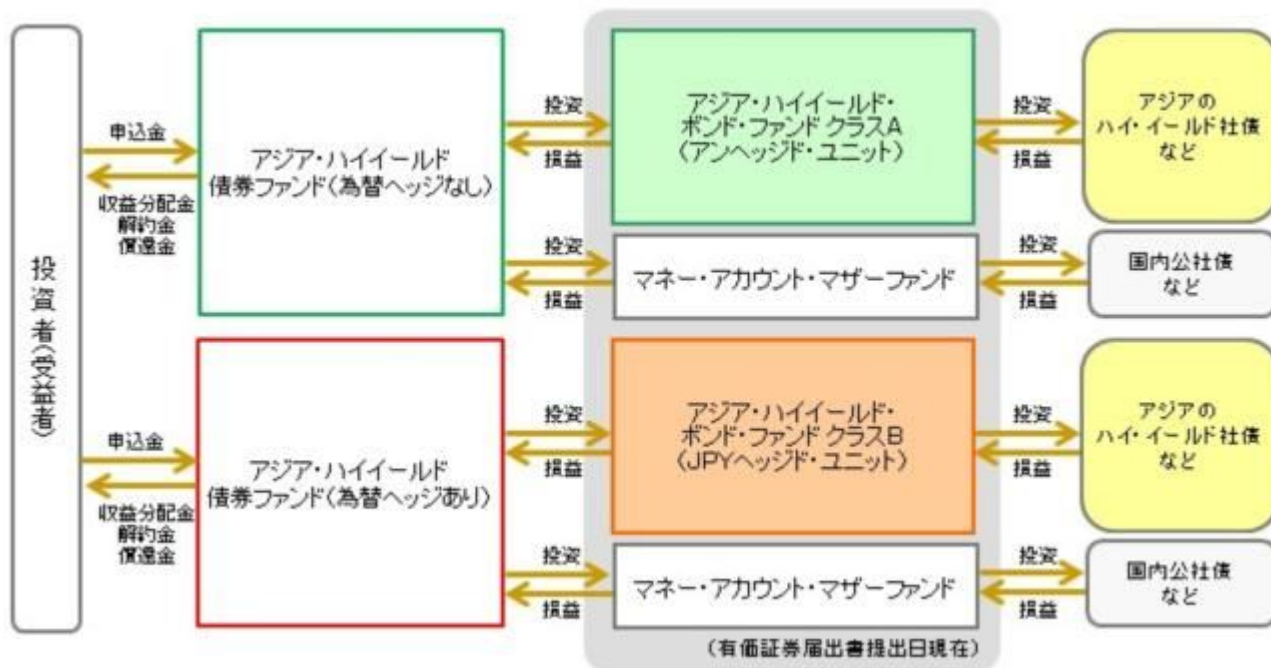 投資者(受益者)
申込金
収益分配金
解約金
償還金
アジア・ハイイールド
債券ファンド(為替ヘッジなし)
投資
損益
アジア・ハイイールド・
ボンド・ファンド クラスA
(アンヘッジド・ユニット)
投資
損益
アジアの
ハイ・イールド社債
など
投資
損益
マネー・アカウント・マザーファンド
投資
損益
国内公社債
など
申込金
収益分配金
解約金
償還金
アジア・ハイイールド
債券ファンド(為替ヘッジあり)
投資
損益
アジア・ハイイールド・
ボンド・ファンド クラスB
(JPYヘッジド・ユニット)
投資
損益
アジアの
ハイ・イールド社債
など
投資
損益
マネー・アカウント・マザーファンド
投資
損益
国内公社債
など
(有価証券届出書提出日現在)